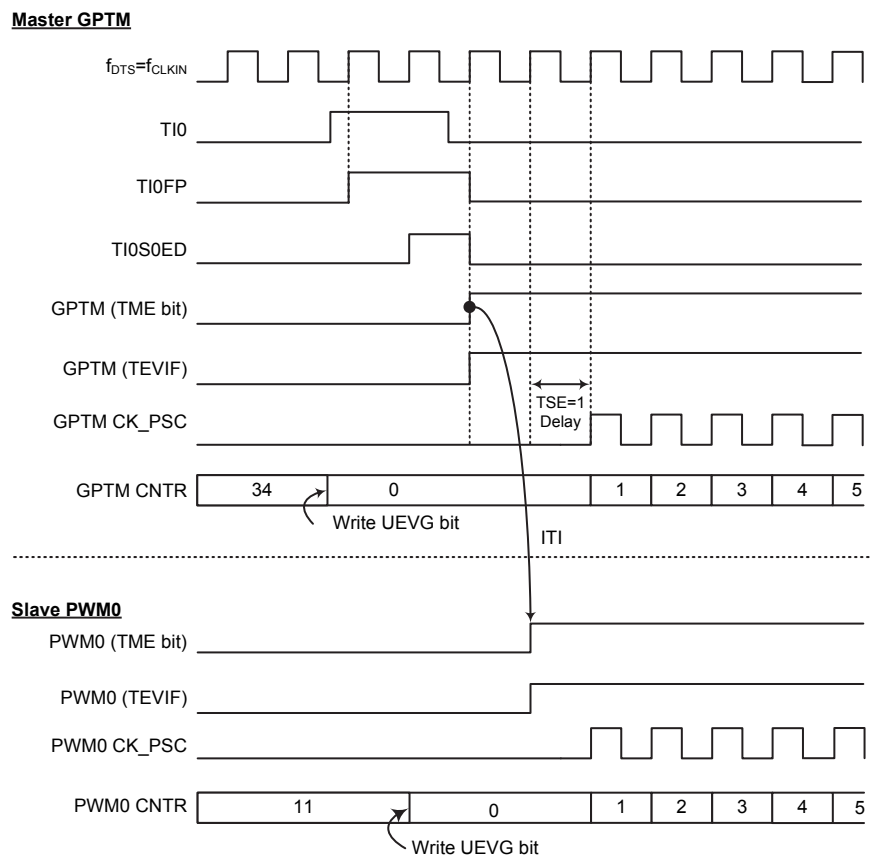 Master GPTM
fDTS=fCLKIN
TI0
TI0FP
TI0S0ED
GPTM (TME bit)
GPTM (TEVIF)
TSE=1
Delay
GPTM CK_PSC
GPTM CNTR 34 0 1 2 3 4 5
Write UEVG bit
ITI
Slave PWM0
PWM0 (TME bit)
PWM0 (TEVIF)
PWM0 CK_PSC
PWM0 CNTR 11 0 1 2 3 4 5
Write UEVG bit